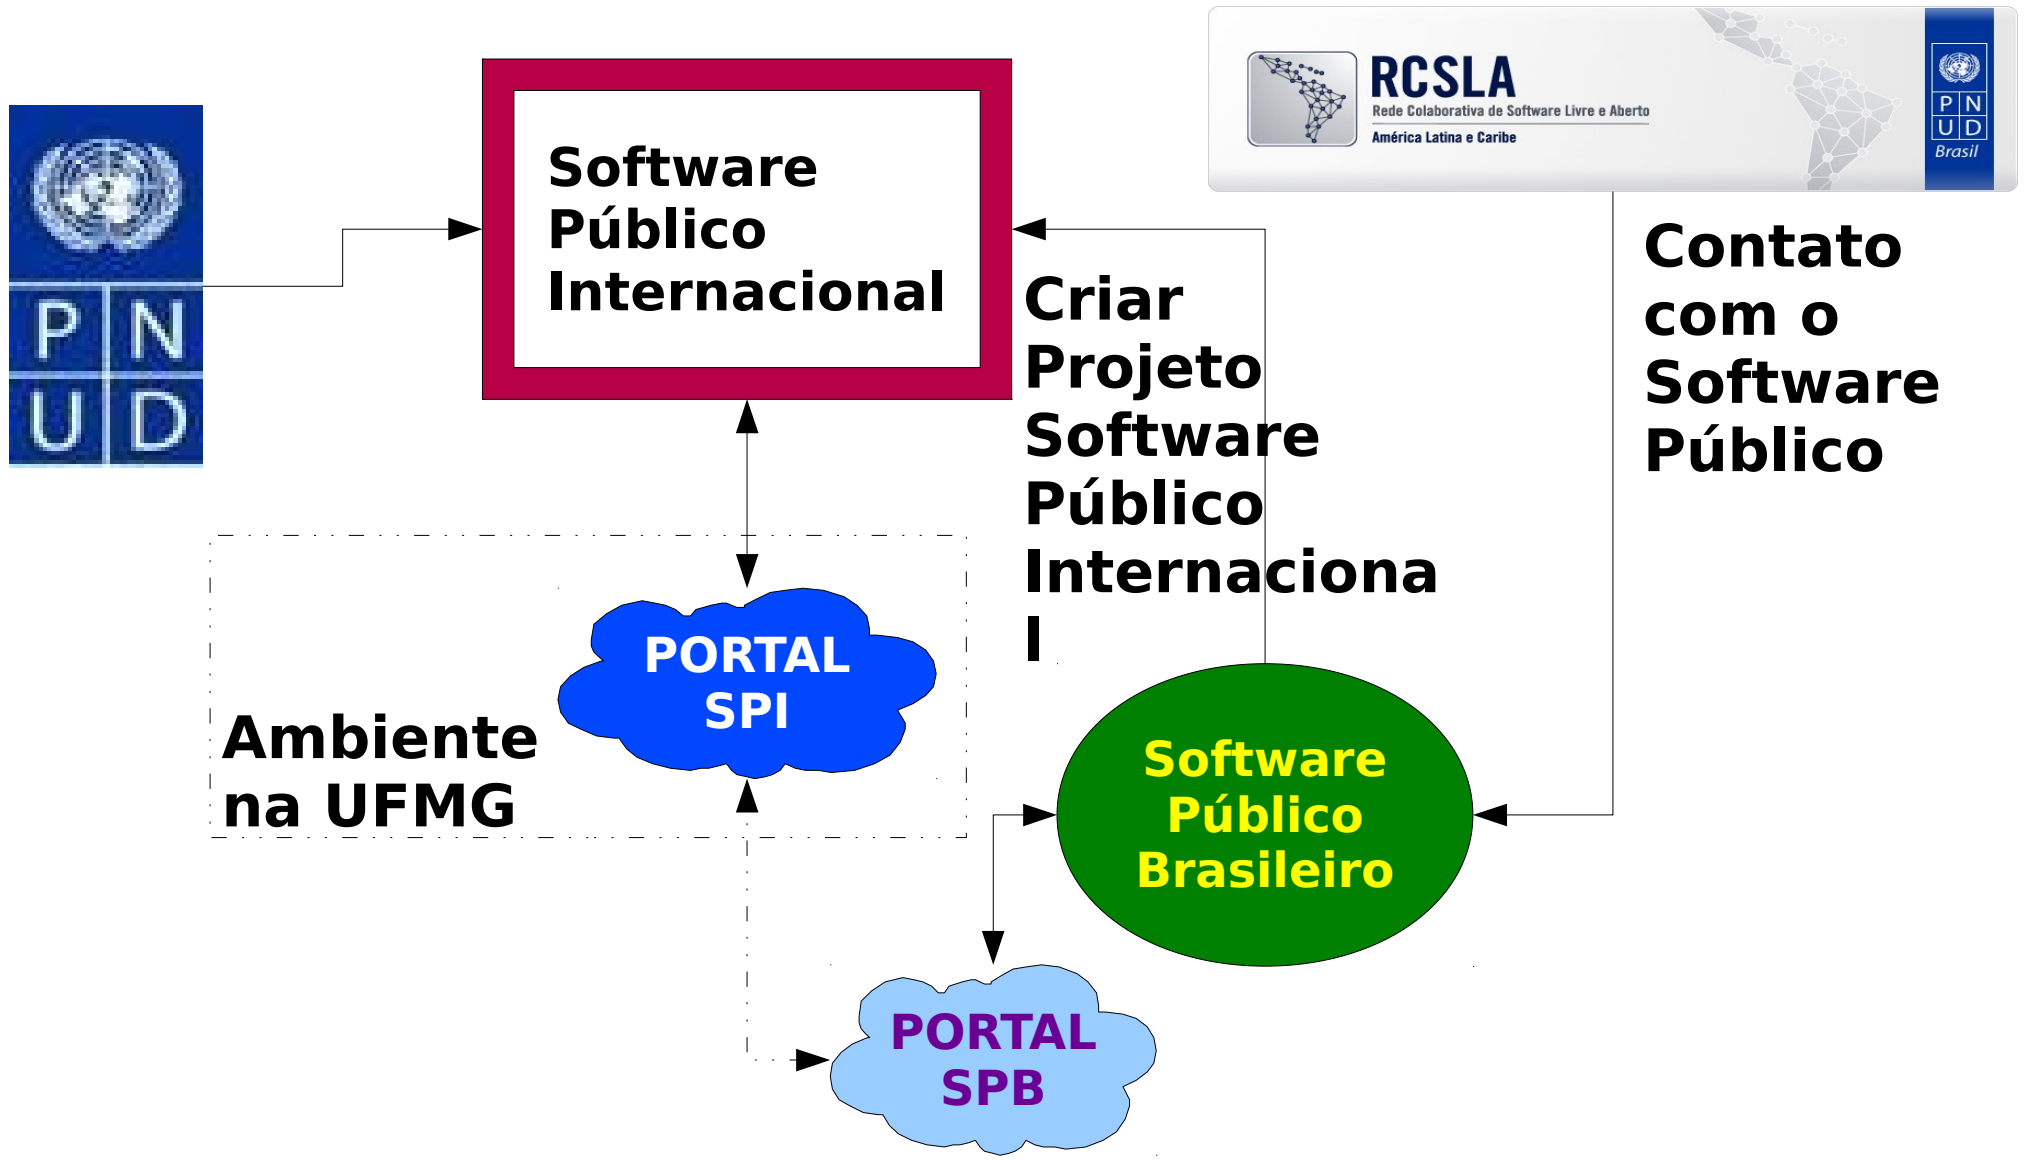 RCSLA
Rede Colaborativa de Software Livre e Aberto
América Latina e Caribe
P N
U D
Brasil
P N
U D
Software
Público
Internacional
Contato
com o
Software
Público
Criar
Projeto
Software
Público
Internaciona
l
PORTAL
SPI
Ambiente
na UFMG
Software
Público
Brasileiro
PORTAL
SPB